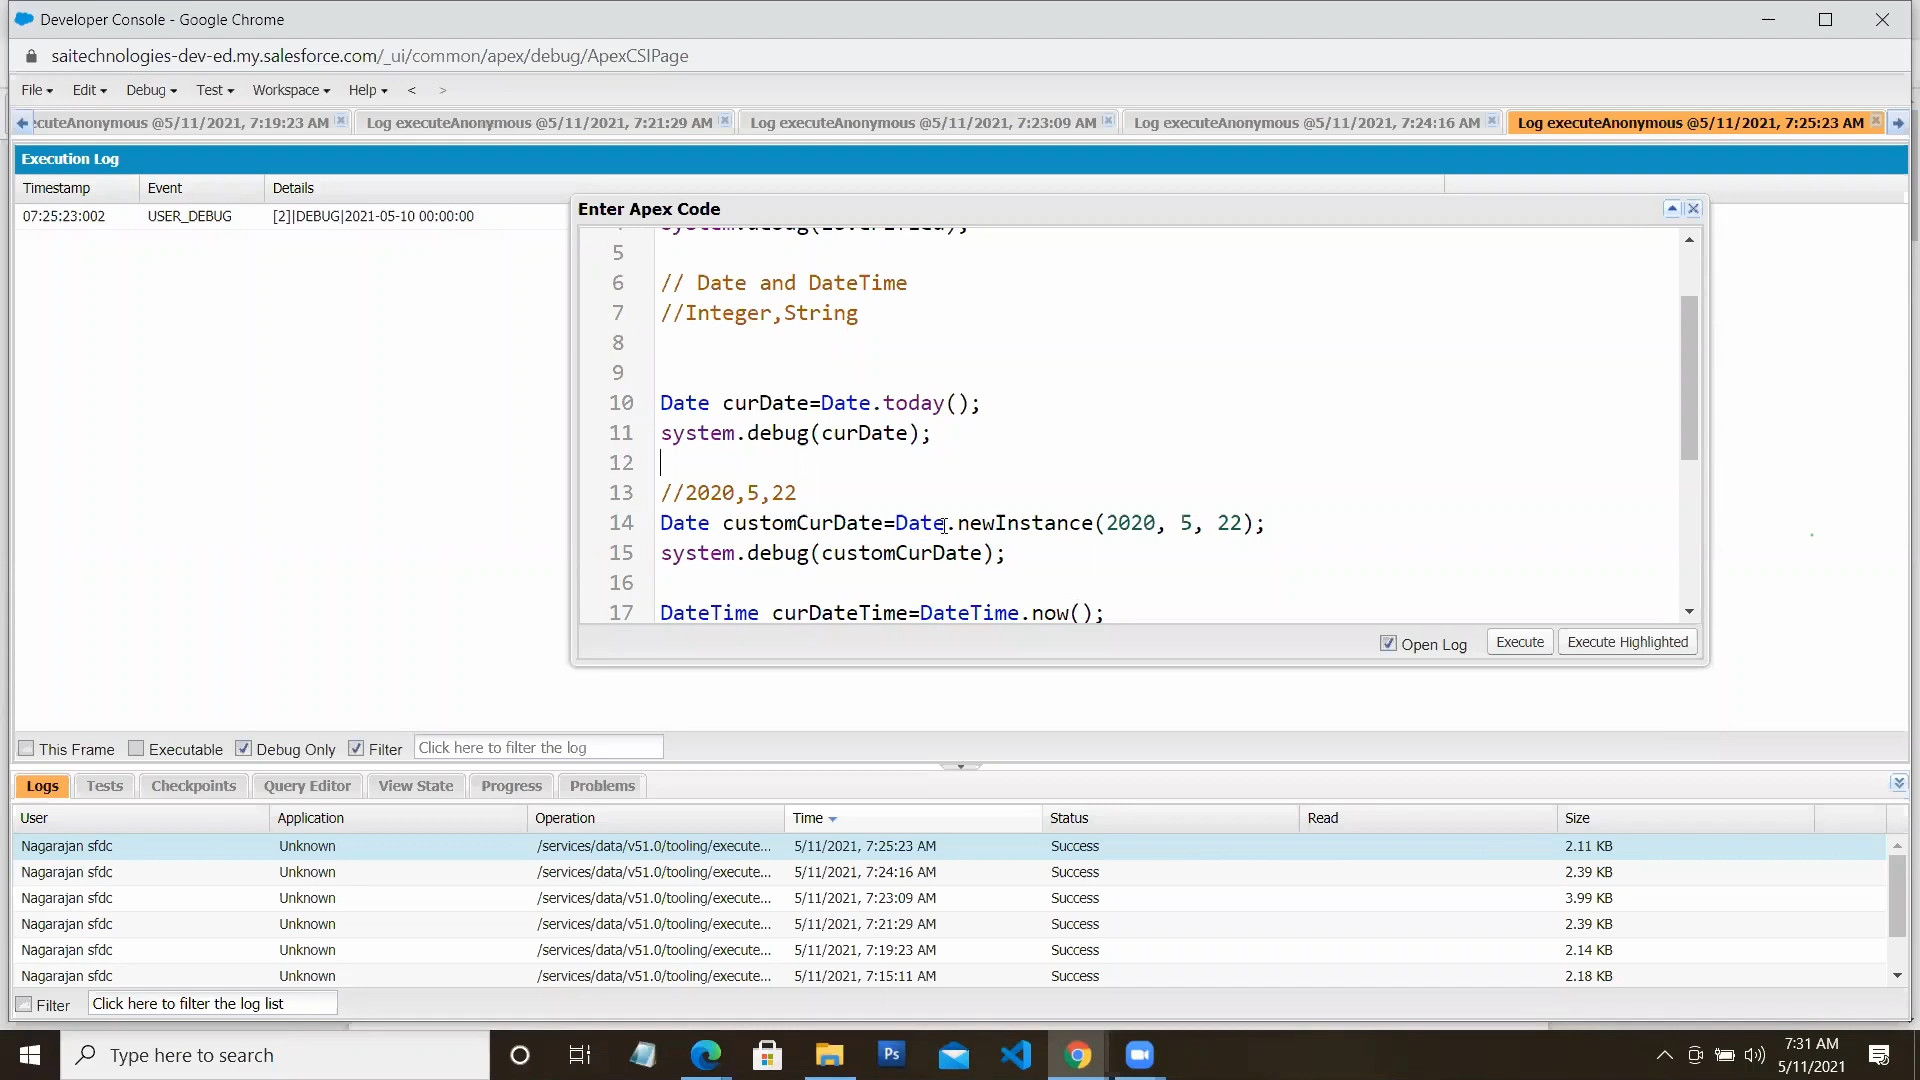 Developer Console - Google Chrome
saitechnologies-dev-ed.my.salesforce.com/_ui/common/apex/debug/ApexCSIPage
File Edit Debug Test Workspace Help < >
ecuteAnonymous @5/11/2021, 7:19:23 AM Log executeAnonymous @5/11/2021, 7:21:29 AM Log executeAnonymous @5/11/2021, 7:23:09 AM Log executeAnonymous @5/11/2021, 7:24:16 AM Log executeAnonymous @5/11/2021, 7:25:23 AM
Execution Log
Timestamp Event Details
07:25:23:002 USER_DEBUG [2]|DEBUG|2021-05-10 00:00:00
Enter Apex Code
5
6 // Date and DateTime
7 //Integer,String
8
9
10 Date curDate=Date.today();
11 system.debug(curDate);
12
13 //2020,5,22
14 Date customCurDate=Date.newInstance(2020, 5, 22);
15 system.debug(customCurDate);
16
17 DateTime curDateTime=DateTime.now();
Open Log Execute Execute Highlighted
This Frame Executable Debug Only Filter Click here to filter the log
Logs Tests Checkpoints Query Editor View State Progress Problems
User Application Operation Time Status Read Size
Nagarajan sfdc Unknown /services/data/v51.0/tooling/execute... 5/11/2021, 7:25:23 AM Success 2.11 KB
Nagarajan sfdc Unknown /services/data/v51.0/tooling/execute... 5/11/2021, 7:24:16 AM Success 2.39 KB
Nagarajan sfdc Unknown /services/data/v51.0/tooling/execute... 5/11/2021, 7:23:09 AM Success 3.99 KB
Nagarajan sfdc Unknown /services/data/v51.0/tooling/execute... 5/11/2021, 7:21:29 AM Success 2.39 KB
Nagarajan sfdc Unknown /services/data/v51.0/tooling/execute... 5/11/2021, 7:19:23 AM Success 2.14 KB
Nagarajan sfdc Unknown /services/data/v51.0/tooling/execute... 5/11/2021, 7:15:11 AM Success 2.18 KB
Filter Click here to filter the log list
Type here to search
Ps
7:31 AM
5/11/2021